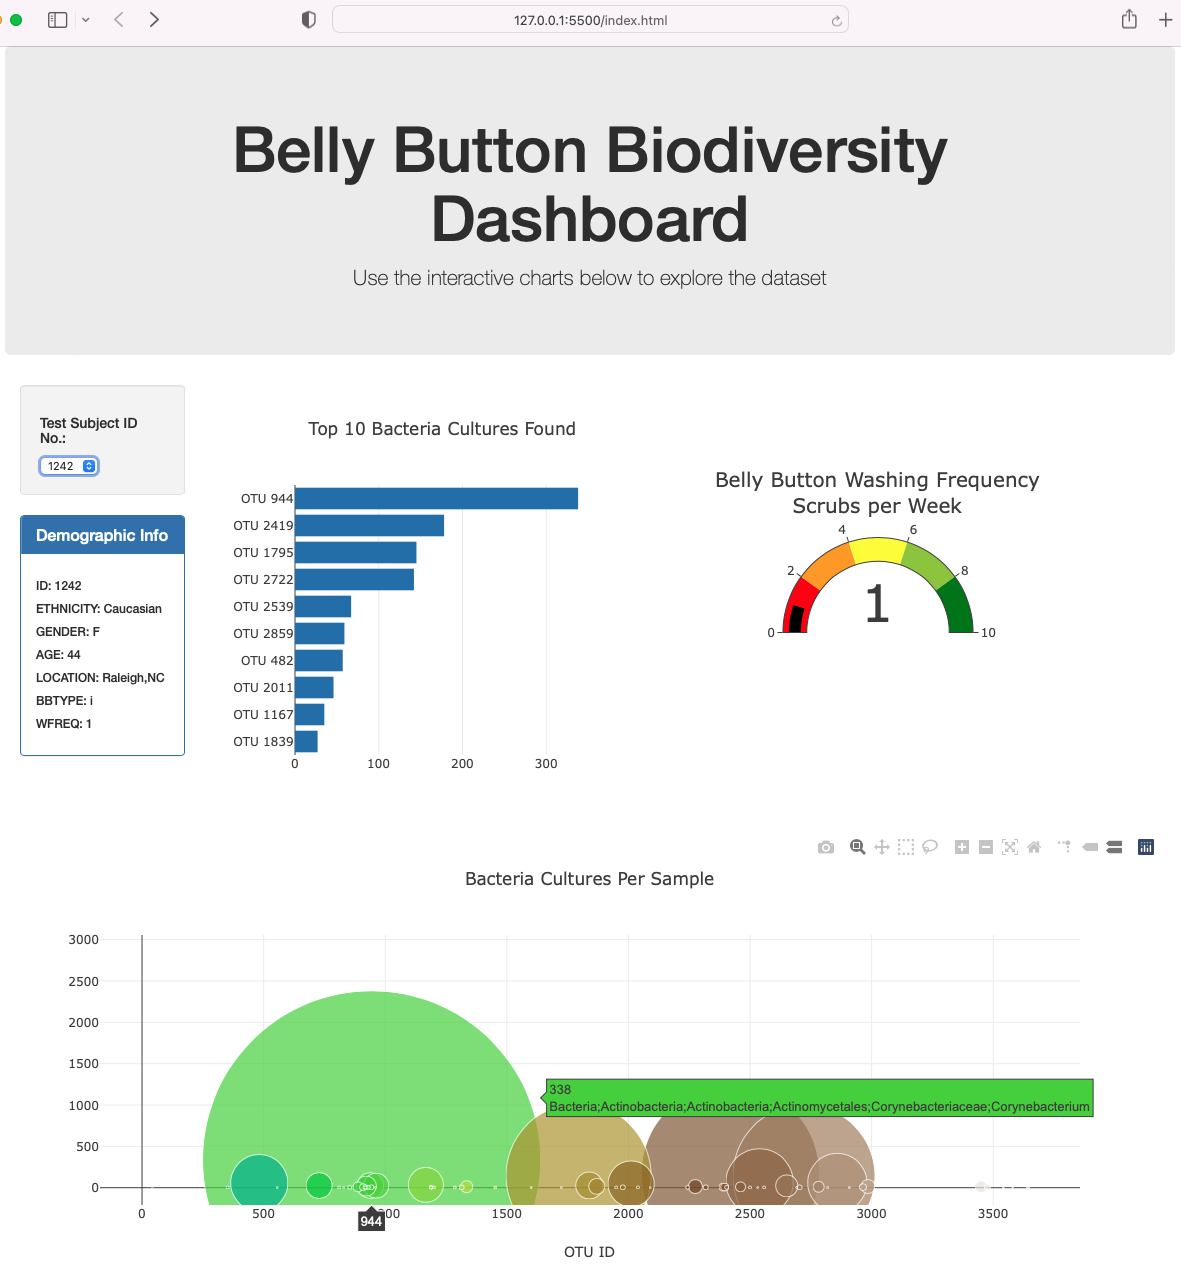 127.0.0.1:5500/index.html
Belly Button Biodiversity
Dashboard
Use the interactive charts below to explore the dataset
Test Subject ID
No.:
1242
Demographic Info
ID: 1242
ETHNICITY: Caucasian
GENDER: F
AGE: 44
LOCATION: Raleigh,NC
BBTYPE: i
WFREQ: 1
Top 10 Bacteria Cultures Found
OTU 944
OTU 2419
OTU 1795
OTU 2722
OTU 2539
OTU 2859
OTU 482
OTU 2011
OTU 1167
OTU 1839
0 100 200 300
Belly Button Washing Frequency
Scrubs per Week
4 6
2 8
1
0 10
Bacteria Cultures Per Sample
3000
2500
2000
1500
1000
500
0
338
Bacteria;Actinobacteria;Actinobacteria;Actinomycetales;Corynebacteriaceae;Corynebacterium
0 500 1500 2000 2500 3000 3500
944
OTU ID